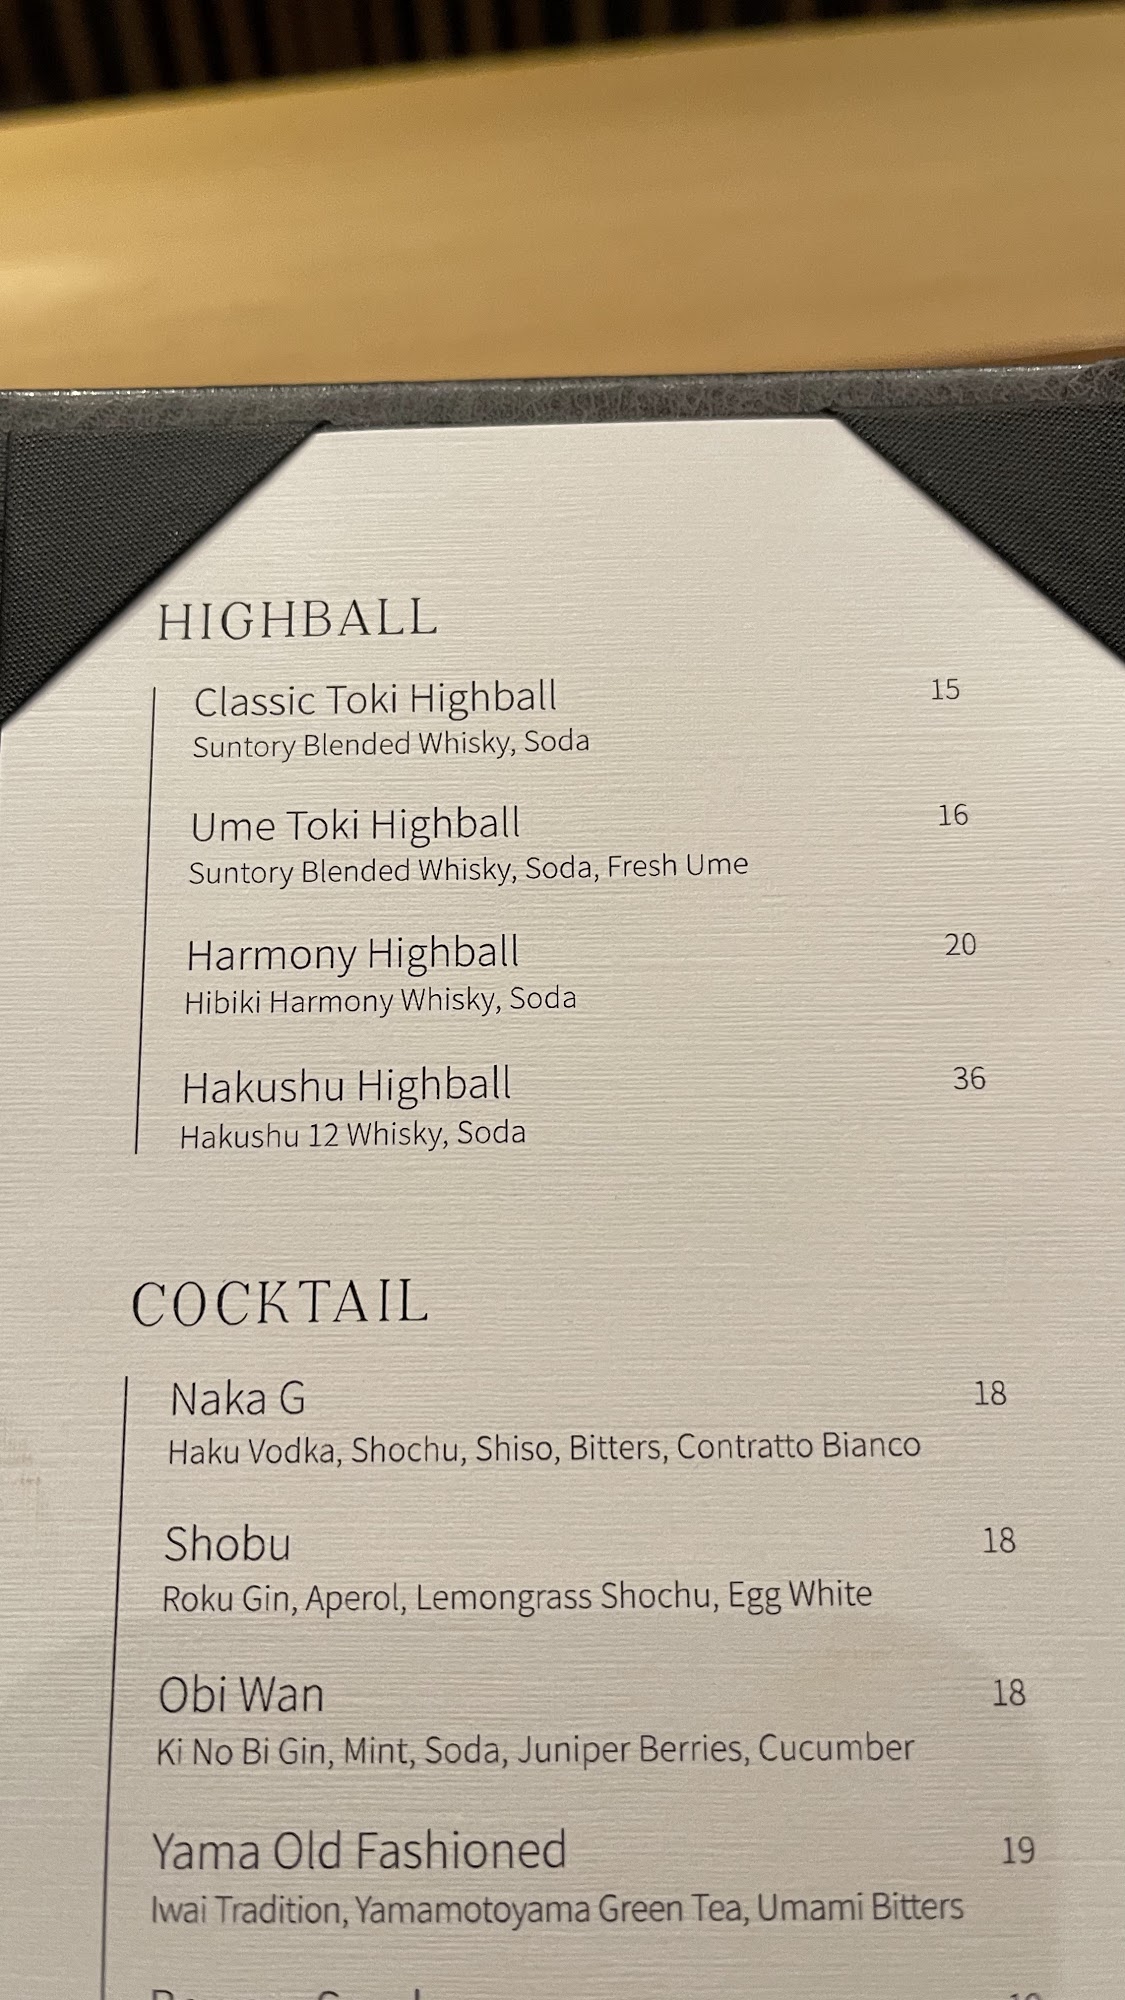 HIGHBALL
Classic Toki Highball 15
Suntory Blended Whisky, Soda
Ume Toki Highball 16
Suntory Blended Whisky, Soda, Fresh Ume
Harmony Highball 20
Hibiki Harmony Whisky, Soda
Hakushu Highball 36
Hakushu 12 Whisky, Soda
COCKTAIL
Naka G 18
Haku Vodka, Shochu, Shiso, Bitters, Contratto Bianco
Shobu 18
Roku Gin, Aperol, Lemongrass Shochu, Egg White
Obi Wan 18
Ki No Bi Gin, Mint, Soda, Juniper Berries, Cucumber
Yama Old Fashioned 19
Iwai Tradition, Yamamotoyama Green Tea, Umami Bitters